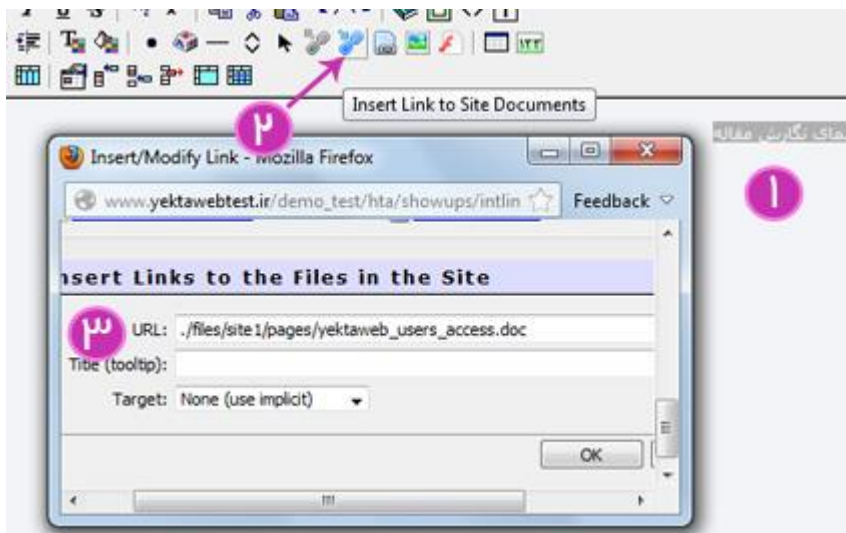 Insert Link to Site Documents
۲
نمای نگارش مقاله
۱
Insert/Modify Link - Mozilla Firefox
www.yektawebtest.ir/demo_test/hta/showups/intlin
Feedback
nsert Links to the Files in the Site
۳
URL: ./files/site1/pages/yektaweb_users_access.doc
Title (tooltip):
Target: None (use implicit)
OK